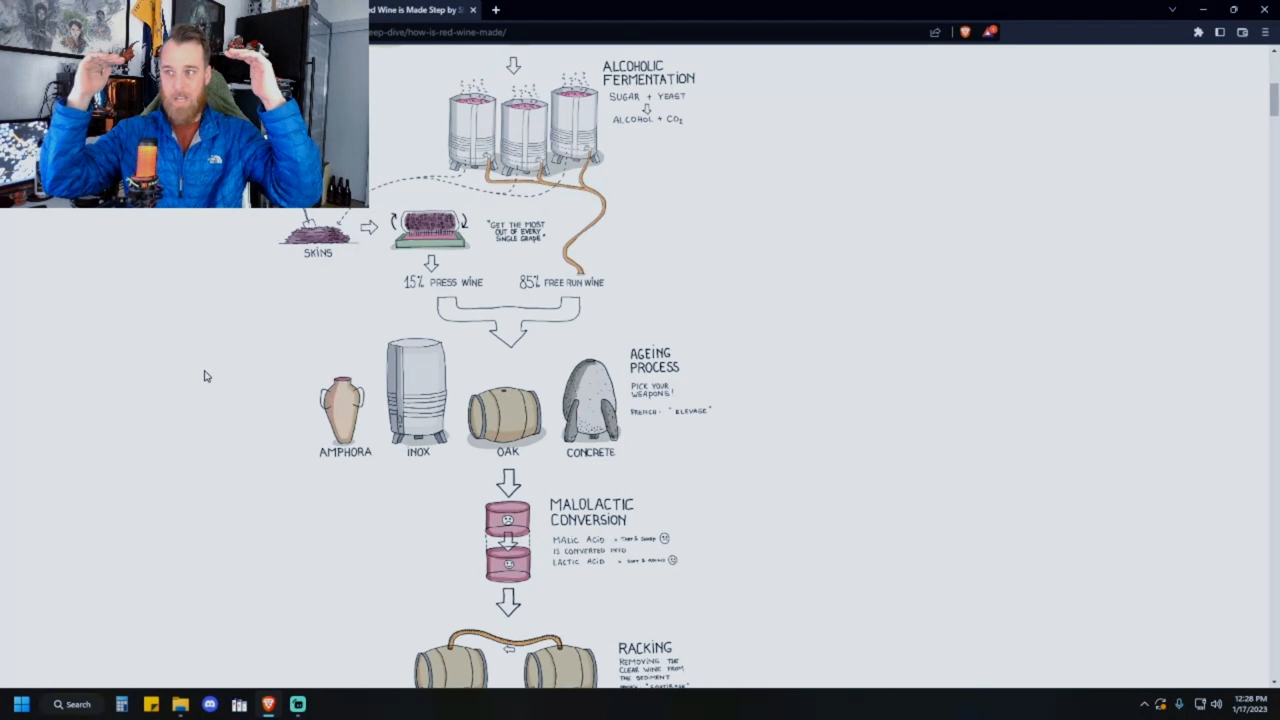 ed Wine is Made Step by S
eep-dive/how-is-red-wine-made/
ALCOHOLIC
FERMENTATION
SUGAR + YEAST
ALCOHOL + CO2
SKINS
"GET THE MOST
OUT OF EVERY
SINGLE GRAPE"
15% PRESS WINE
85% FREE RUN WINE
AGEING
PROCESS
PICK YOUR
WEAPONS!
FRENCH: "ELEVAGE"
AMPHORA
INOX
OAK
CONCRETE
MALOLACTIC
CONVERSION
MALIC ACID = TART & SHARP
IS CONVERTED INTO
LACTIC ACID = SOFT &
RACKING
REMOVING THE
CLEAR WINE FROM
THE SEDIMENT
Search
12:28 PM
1/17/2023